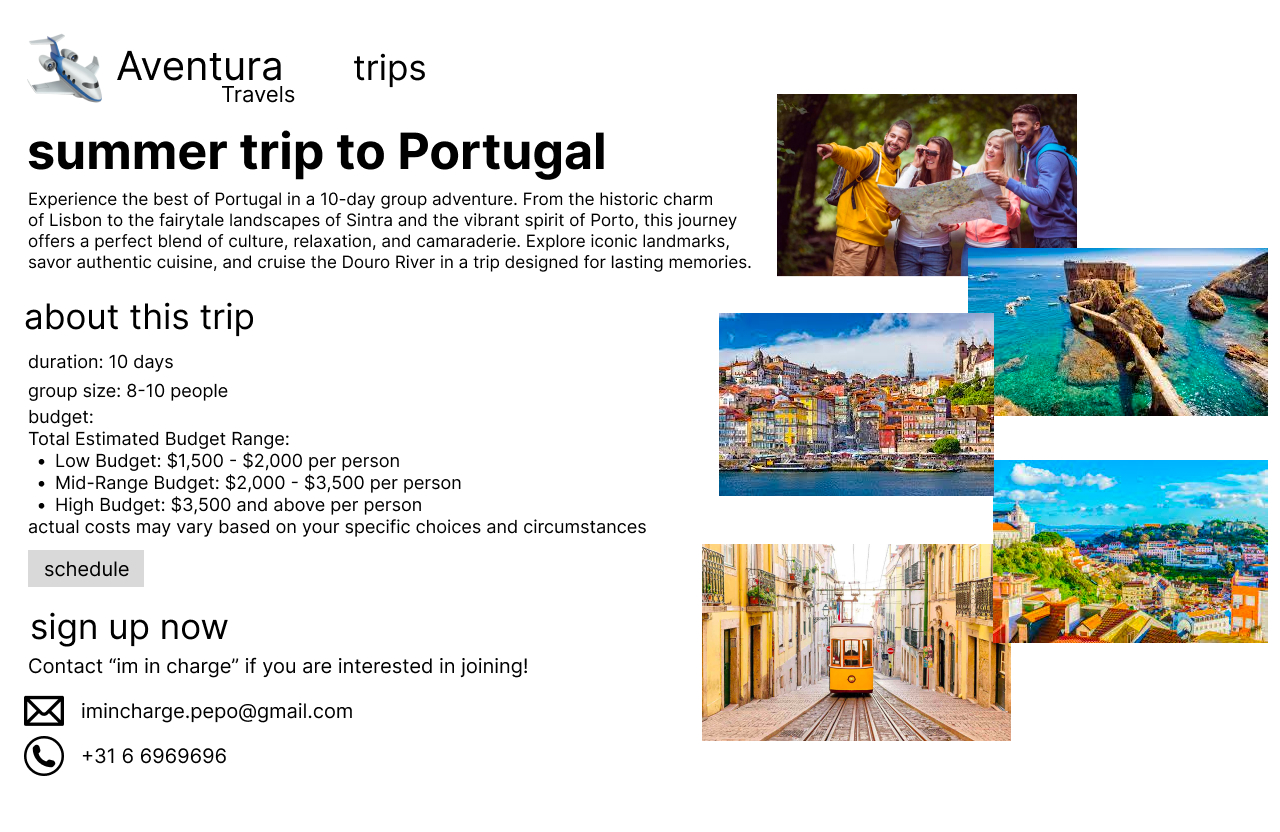 Aventura
Travels
trips
summer trip to Portugal
Experience the best of Portugal in a 10-day group adventure. From the historic charm
of Lisbon to the fairytale landscapes of Sintra and the vibrant spirit of Porto, this journey
offers a perfect blend of culture, relaxation, and camaraderie. Explore iconic landmarks,
savor authentic cuisine, and cruise the Douro River in a trip designed for lasting memories.
about this trip
duration: 10 days
group size: 8-10 people
budget:
Total Estimated Budget Range:
• Low Budget: $1,500 - $2,000 per person
• Mid-Range Budget: $2,000 - $3,500 per person
• High Budget: $3,500 and above per person
actual costs may vary based on your specific choices and circumstances
schedule
sign up now
Contact “im in charge” if you are interested in joining!
imincharge.pepo@gmail.com
+31 6 6969696